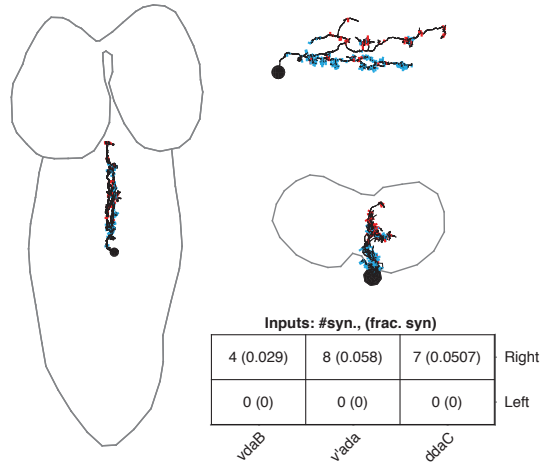 Inputs: #syn., (frac. syn)
4 (0.029) 8 (0.058) 7 (0.0507) Right
0 (0) 0 (0) 0 (0) Left
vdaB v'ada ddaC